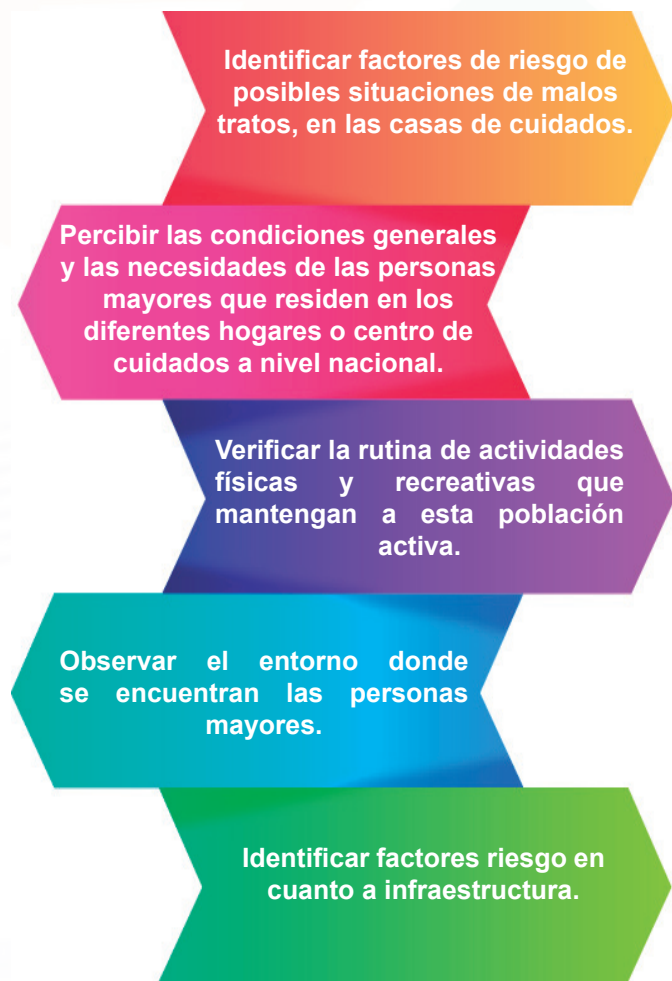 Identificar factores de riesgo de
posibles situaciones de malos
tratos, en las casas de cuidados.
Percibir las condiciones generales
y las necesidades de las personas
mayores que residen en los
diferentes hogares o centro de
cuidados a nivel nacional.
Verificar la rutina de actividades
físicas y recreativas que
mantengan a esta población
activa.
Observar el entorno donde
se encuentran las personas
mayores.
Identificar factores riesgo en
cuanto a infraestructura.